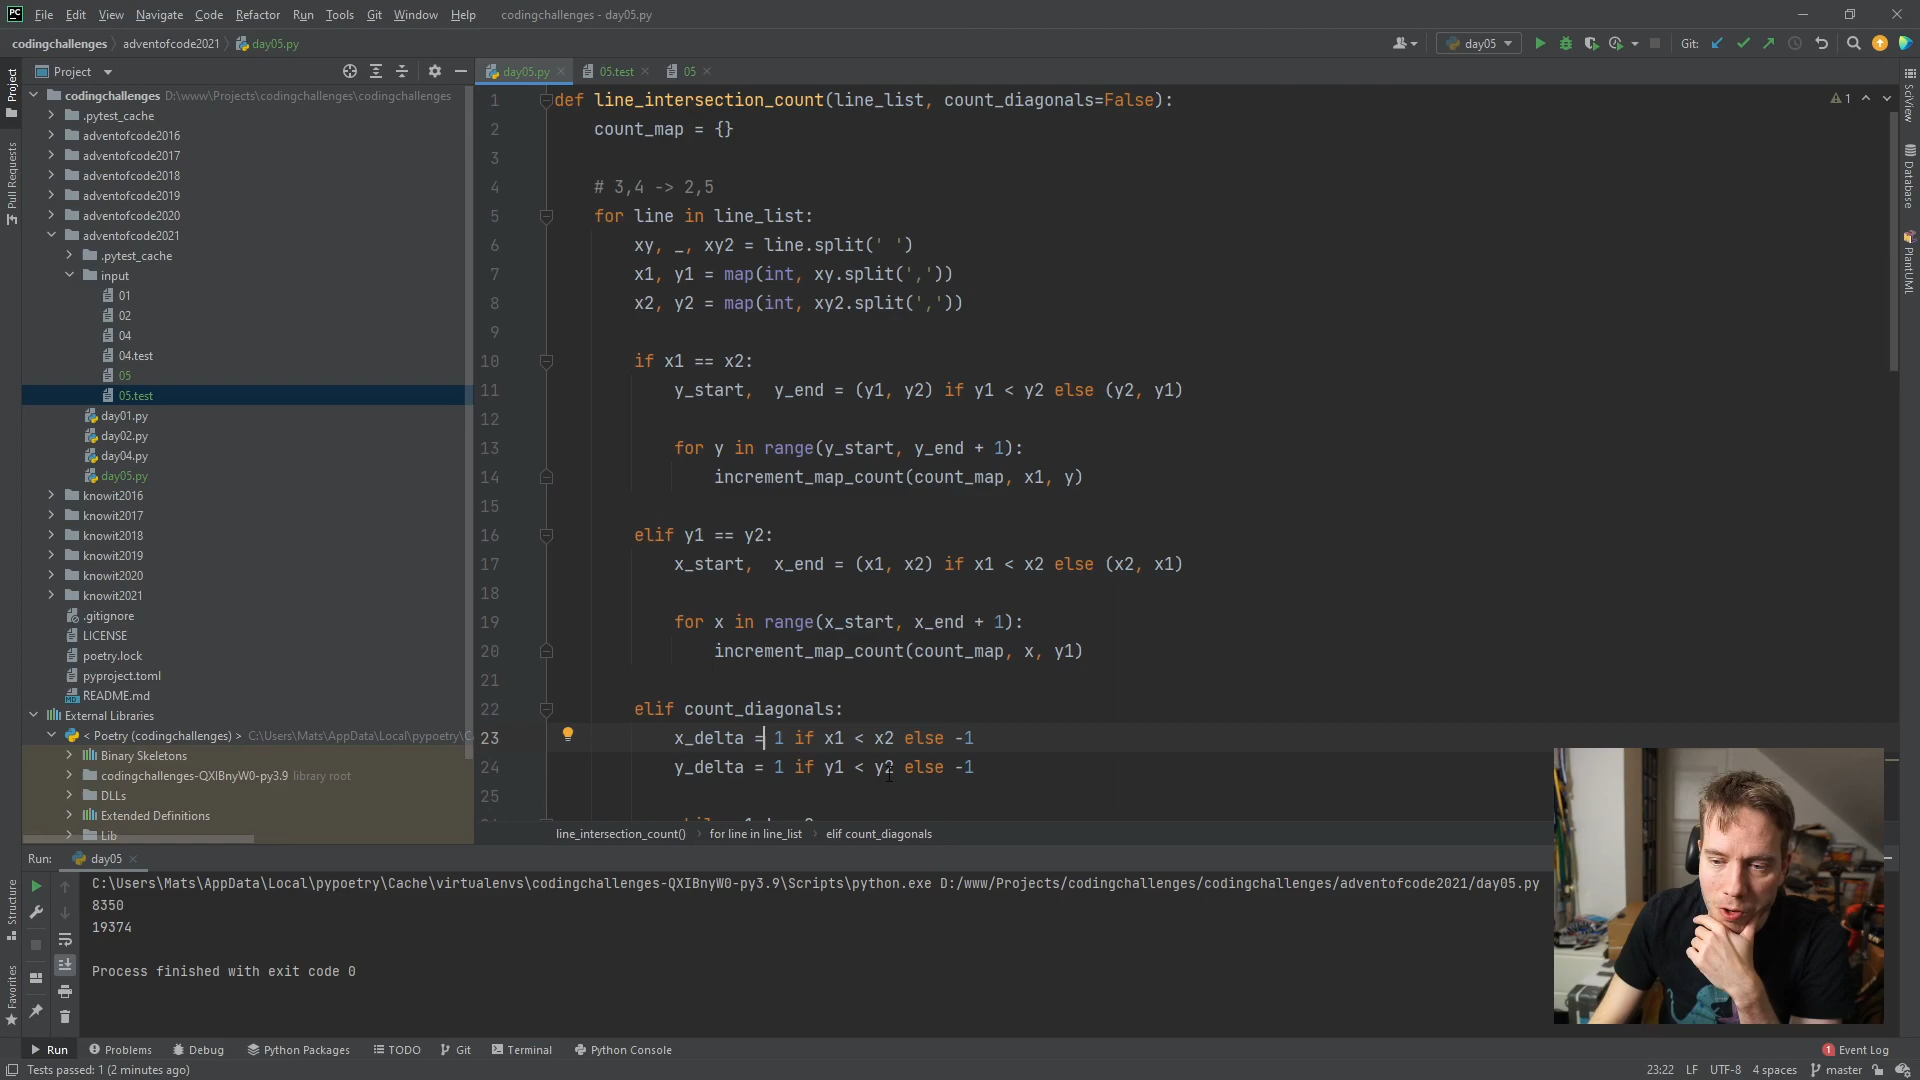 PC File Edit View Navigate Code Refactor Run Tools Git Window Help codingchallenges - day05.py
codingchallenges adventofcode2021 day05.py day05 Git:
Project day05.py 05.test 05
codingchallenges D:\www\Projects\codingchallenges\codingchallenges
.pytest_cache
adventofcode2016
adventofcode2017
adventofcode2018
adventofcode2019
adventofcode2020
adventofcode2021
.pytest_cache
input
01
02
04
04.test
05
05.test
day01.py
day02.py
day04.py
day05.py
knowit2016
knowit2017
knowit2018
knowit2019
knowit2020
knowit2021
.gitignore
LICENSE
poetry.lock
pyproject.toml
README.md
External Libraries
< Poetry (codingchallenges) > C:\Users\Mats\AppData\Local\pypoetry\C
Binary Skeletons
codingchallenges-QXIBnyW0-py3.9 library root
DLLs
Extended Definitions
Lib
Project
Pull Requests
Structure
Favorites
1 def line_intersection_count(line_list, count_diagonals=False):
2 count_map = {}
3
4 # 3,4 -> 2,5
5 for line in line_list:
6 xy, _, xy2 = line.split(' ')
7 x1, y1 = map(int, xy.split(','))
8 x2, y2 = map(int, xy2.split(','))
9
10 if x1 == x2:
11 y_start,  y_end = (y1, y2) if y1 < y2 else (y2, y1)
12
13 for y in range(y_start, y_end + 1):
14 increment_map_count(count_map, x1, y)
15
16 elif y1 == y2:
17 x_start,  x_end = (x1, x2) if x1 < x2 else (x2, x1)
18
19 for x in range(x_start, x_end + 1):
20 increment_map_count(count_map, x, y1)
21
22 elif count_diagonals:
23 x_delta = 1 if x1 < x2 else -1
24 y_delta = 1 if y1 < y2 else -1
25
1
SciView
Database
PlantUML
line_intersection_count() for line in line_list elif count_diagonals
Run: day05
C:\Users\Mats\AppData\Local\pypoetry\Cache\virtualenvs\codingchallenges-QXIBnyW0-py3.9\Scripts\python.exe D:/www/Projects/codingchallenges/codingchallenges/adventofcode2021/day05.py
8350
19374
Process finished with exit code 0
Run Problems Debug Python Packages TODO Git Terminal Python Console 1 Event Log
Tests passed: 1 (2 minutes ago) 23:22 LF UTF-8 4 spaces master